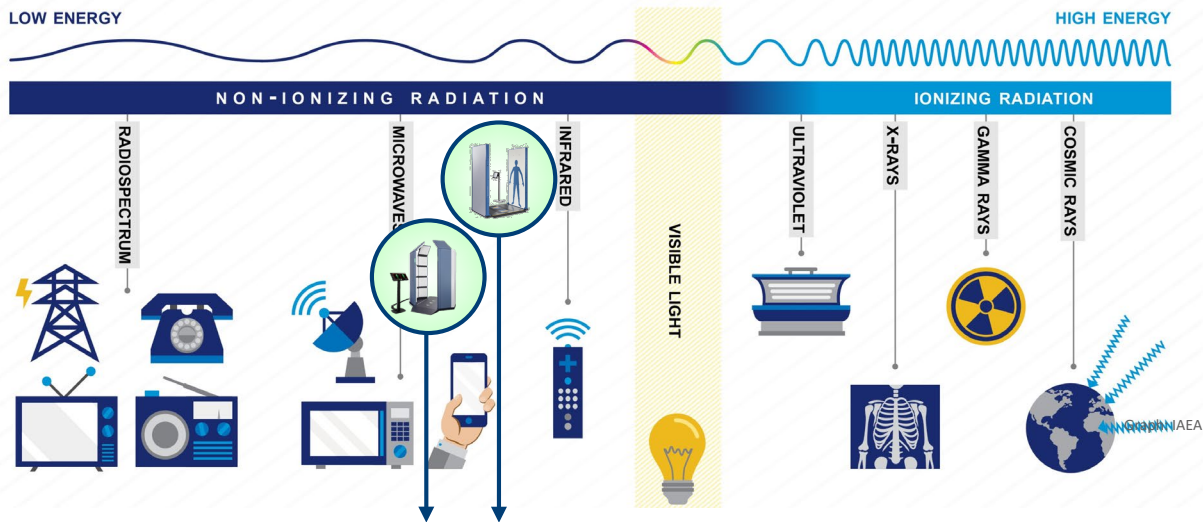 LOW ENERGY
HIGH ENERGY
NON-IONIZING RADIATION
IONIZING RADIATION
RADIOSPECTRUM
MICROWAVES
INFRARED
VISIBLE LIGHT
ULTRAVIOLET
X-RAYS
GAMMA RAYS
COSMIC RAYS
IAEA